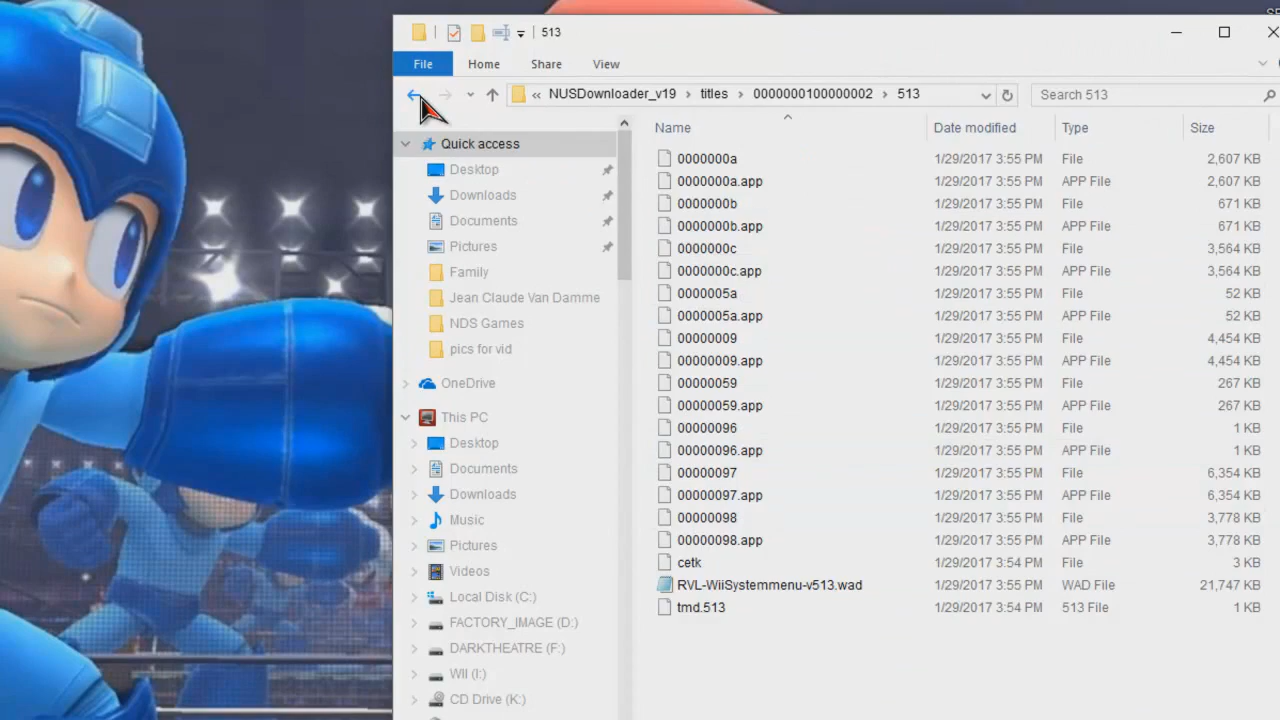 513
File Home Share View
« NUSDownloader_v19 > titles > 0000000100000002 > 513 Search 513
Name Date modified Type Size
Quick access
Desktop
Downloads
Documents
Pictures
Family
Jean Claude Van Damme
NDS Games
pics for vid
OneDrive
This PC
Desktop
Documents
Downloads
Music
Pictures
Videos
Local Disk (C:)
FACTORY_IMAGE (D:)
DARKTHEATRE (F:)
WII (I:)
CD Drive (K:)
0000000a 1/29/2017 3:55 PM File 2,607 KB
0000000a.app 1/29/2017 3:55 PM APP File 2,607 KB
0000000b 1/29/2017 3:55 PM File 671 KB
0000000b.app 1/29/2017 3:55 PM APP File 671 KB
0000000c 1/29/2017 3:55 PM File 3,564 KB
0000000c.app 1/29/2017 3:55 PM APP File 3,564 KB
0000005a 1/29/2017 3:55 PM File 52 KB
0000005a.app 1/29/2017 3:55 PM APP File 52 KB
00000009 1/29/2017 3:55 PM File 4,454 KB
00000009.app 1/29/2017 3:55 PM APP File 4,454 KB
00000059 1/29/2017 3:55 PM File 267 KB
00000059.app 1/29/2017 3:55 PM APP File 267 KB
00000096 1/29/2017 3:55 PM File 1 KB
00000096.app 1/29/2017 3:55 PM APP File 1 KB
00000097 1/29/2017 3:55 PM File 6,354 KB
00000097.app 1/29/2017 3:55 PM APP File 6,354 KB
00000098 1/29/2017 3:55 PM File 3,778 KB
00000098.app 1/29/2017 3:55 PM APP File 3,778 KB
cetk 1/29/2017 3:54 PM File 3 KB
RVL-WiiSystemmenu-v513.wad 1/29/2017 3:55 PM WAD File 21,747 KB
tmd.513 1/29/2017 3:54 PM 513 File 1 KB